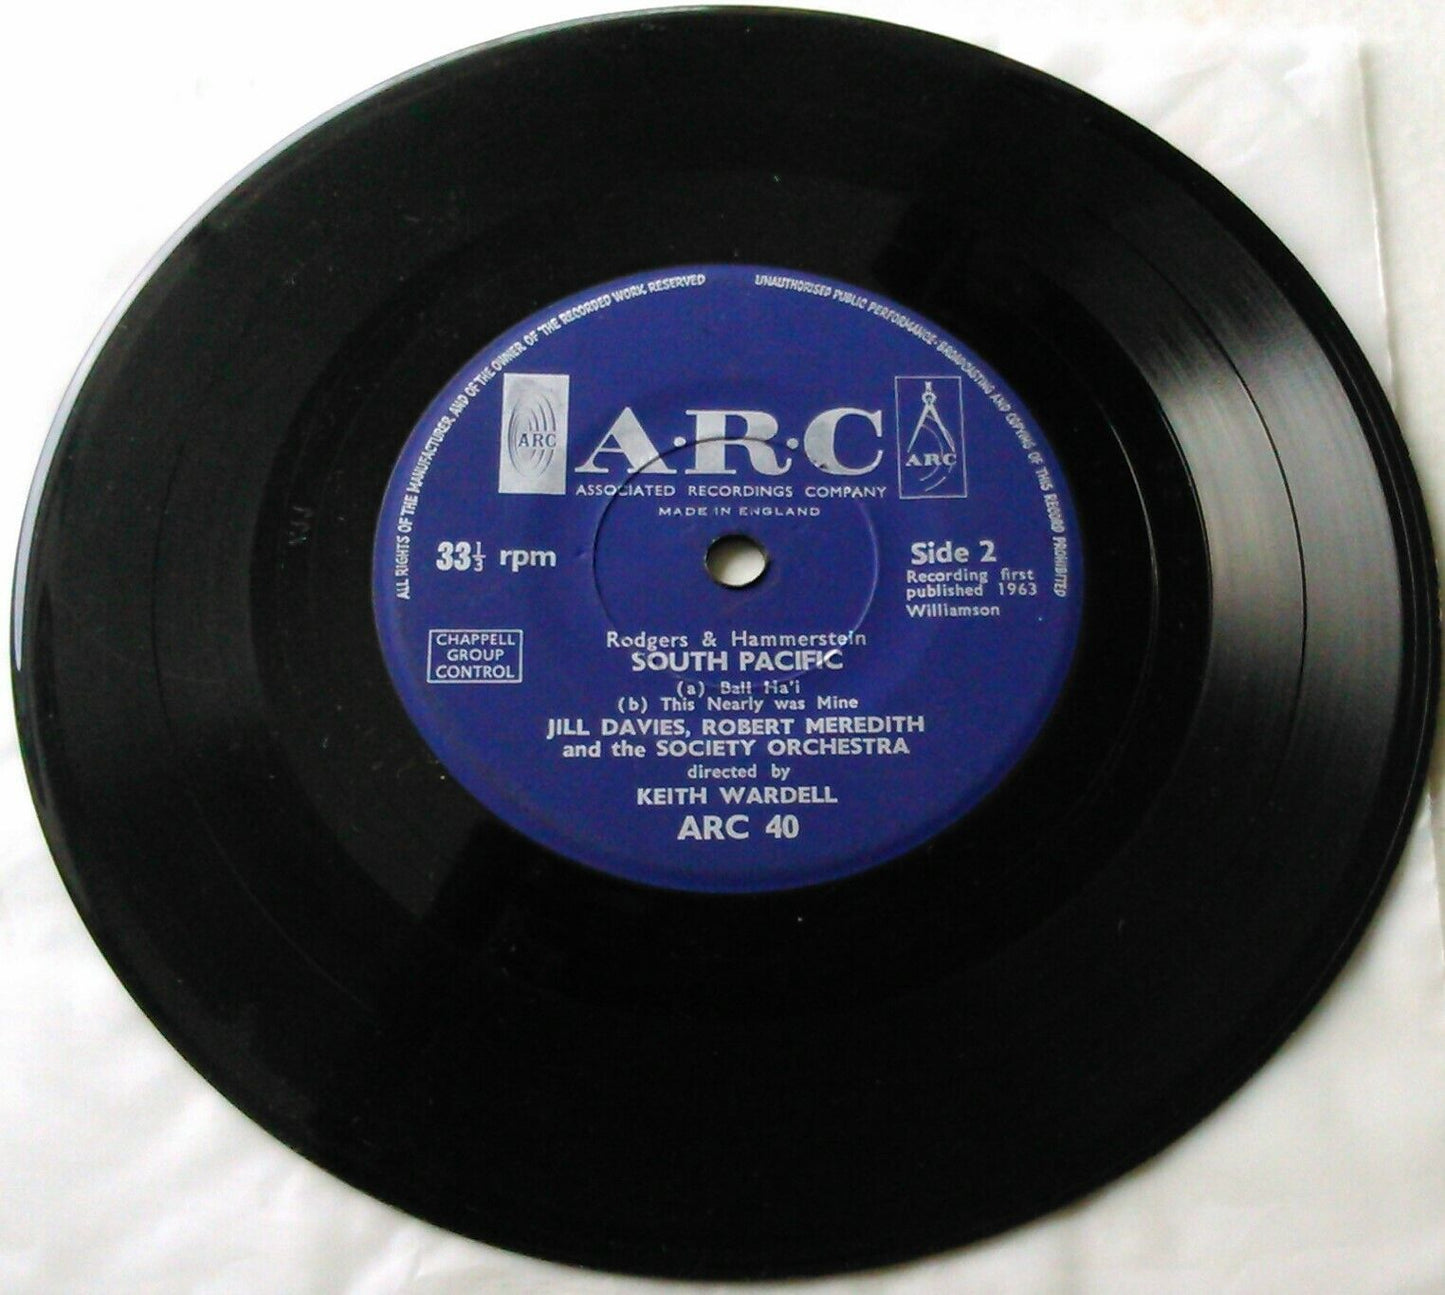 ALL RIGHTS OF THE MANUFACTURER AND OF THE OWNER OF THE RECORDED WORK, RESERVED
UNAUTHORISED PUBLIC PERFORMANCE · BROADCASTING AND COPYING OF THIS RECORD PROHIBITED
ARC
A·R·C
ARC
ASSOCIATED RECORDINGS COMPANY
MADE IN ENGLAND
33⅓ rpm
Side 2
Recording first
published 1963
Williamson
CHAPPELL
GROUP
CONTROL
Rodgers & Hammerstein
SOUTH PACIFIC
(a) Bali Ha'i
(b) This Nearly was Mine
JILL DAVIES, ROBERT MEREDITH
and the SOCIETY ORCHESTRA
directed by
KEITH WARDELL
ARC 40